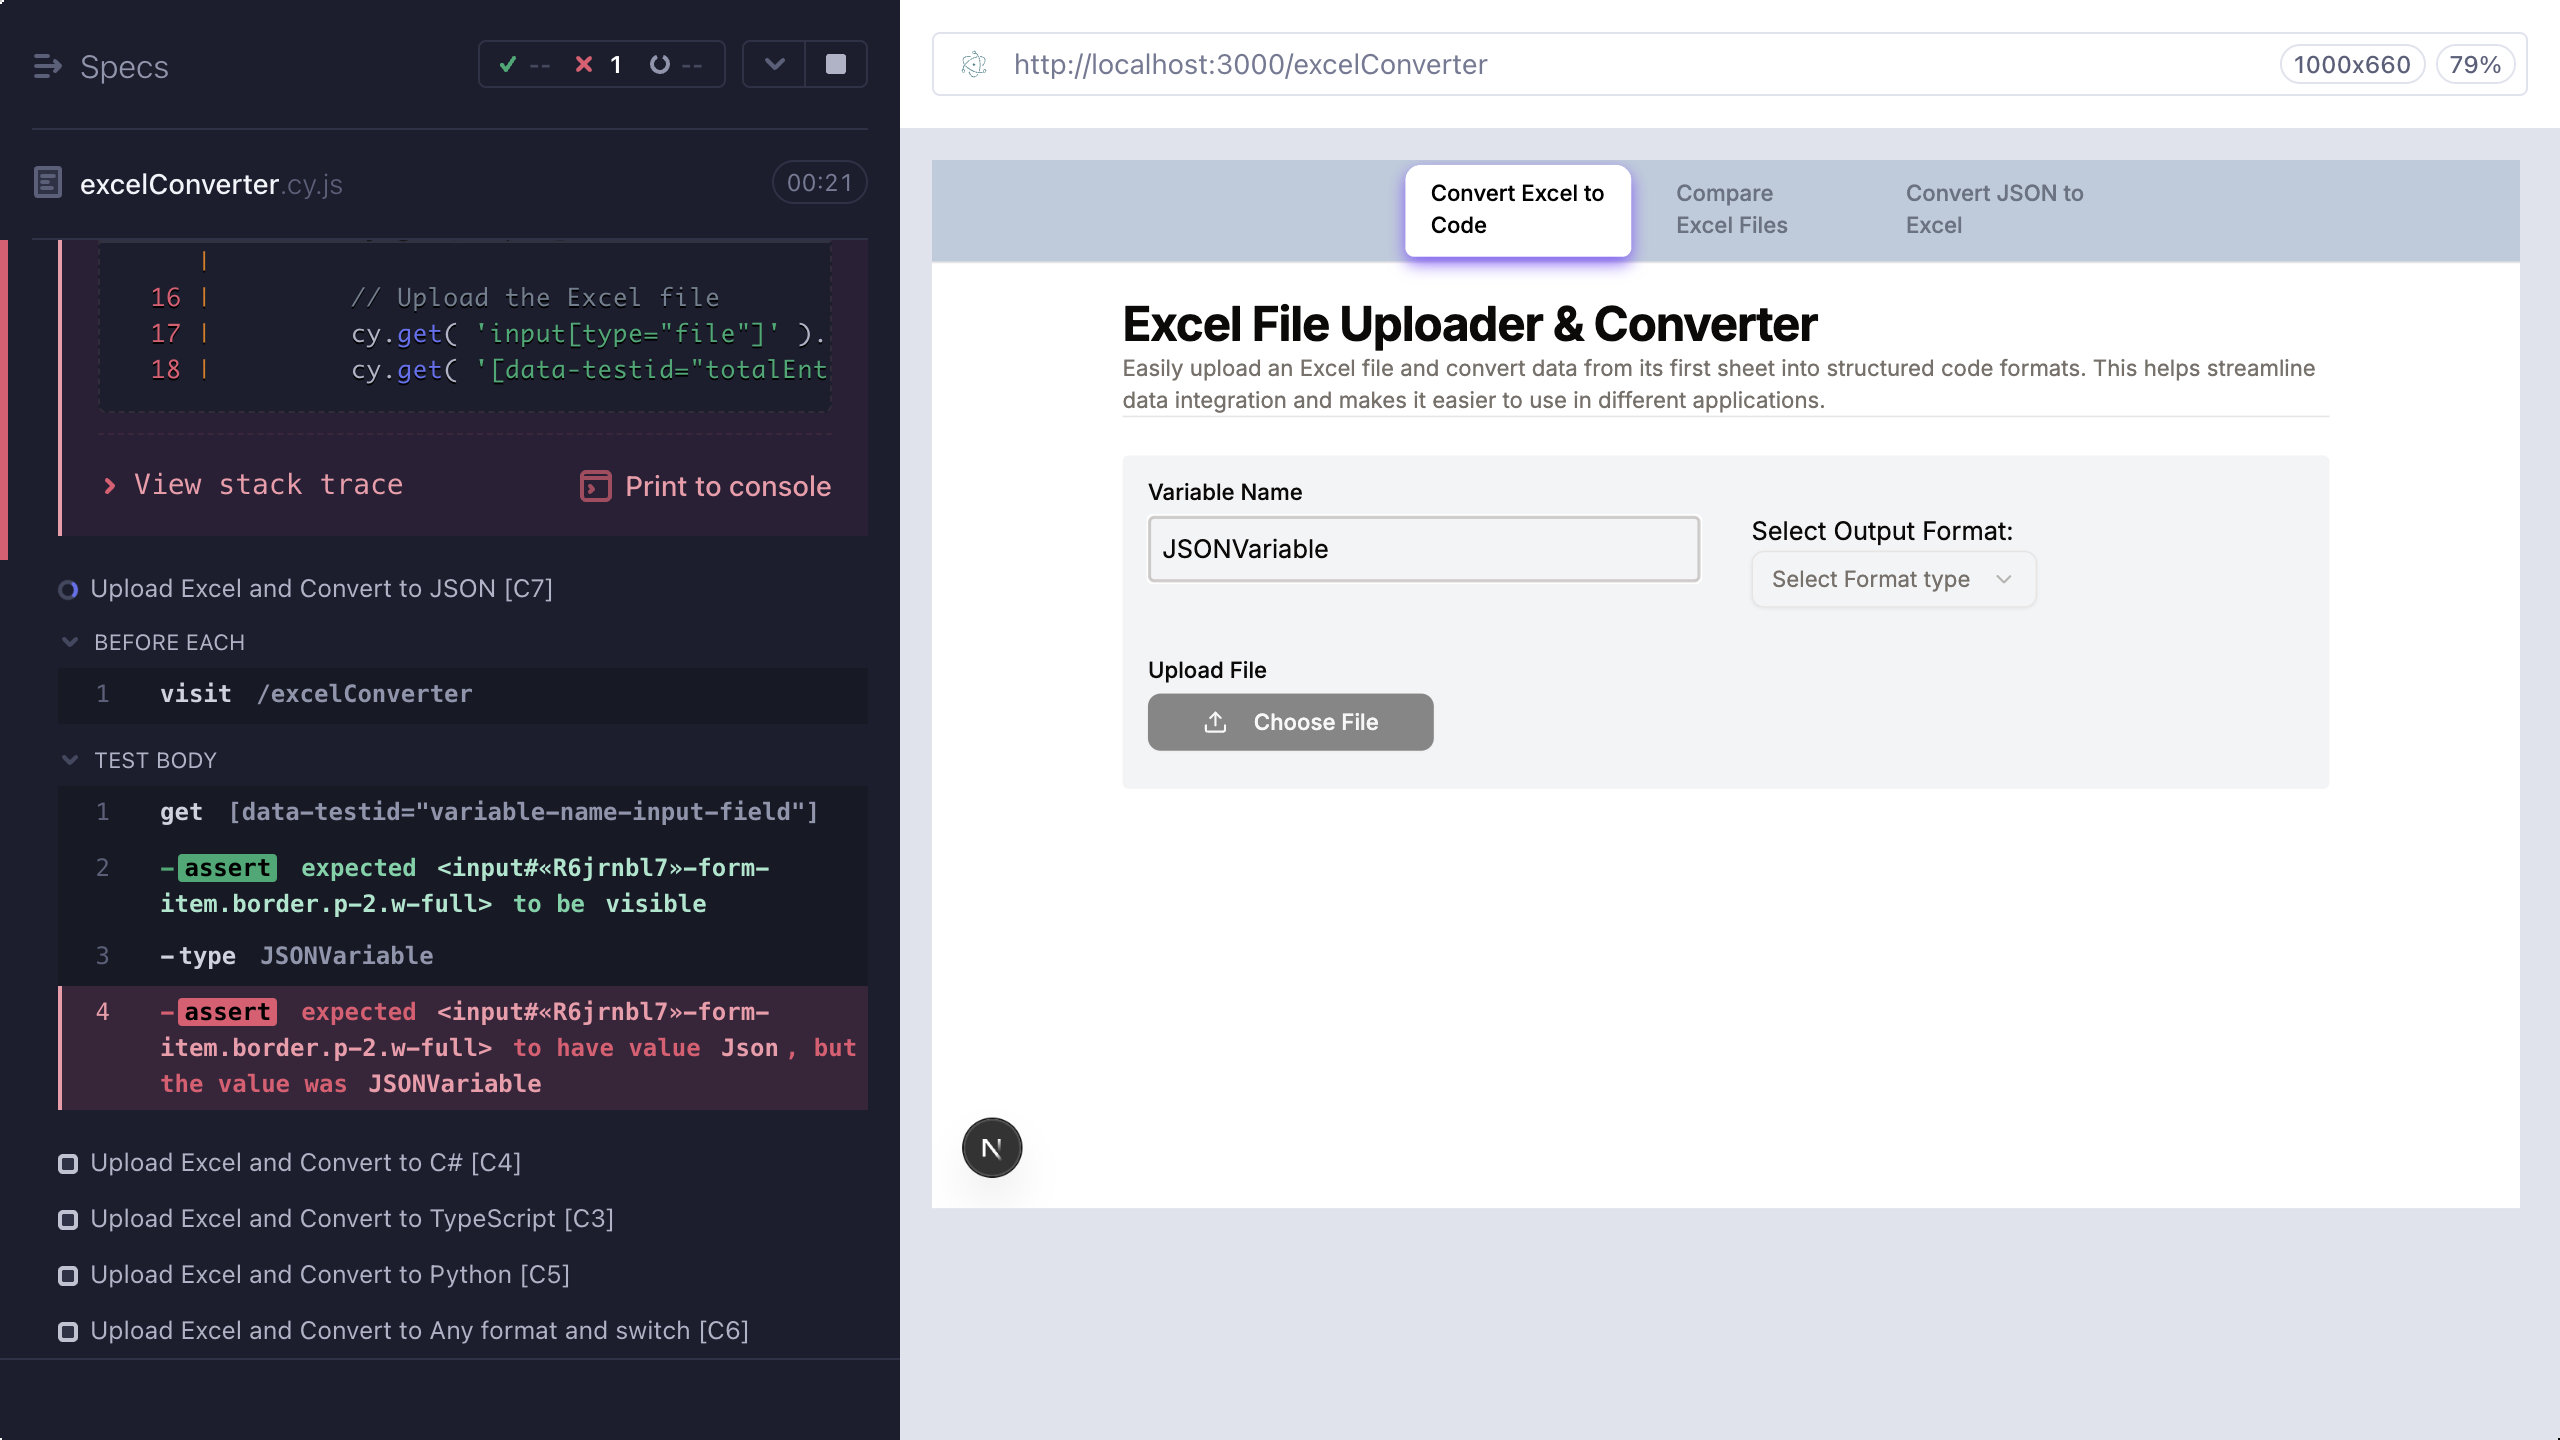 Specs
-- 1 --
excelConverter.cy.js
00:21
|
16 | // Upload the Excel file
17 | cy.get( 'input[type="file"]' ).
18 | cy.get( '[data-testid="totalEnt
View stack trace
Print to console
Upload Excel and Convert to JSON [C7]
BEFORE EACH
1 visit /excelConverter
TEST BODY
1 get [data-testid="variable-name-input-field"]
2 -assert expected <input#«R6jrnbl7»-form-
item.border.p-2.w-full> to be visible
3 -type JSONVariable
4 -assert expected <input#«R6jrnbl7»-form-
item.border.p-2.w-full> to have value Json, but
the value was JSONVariable
Upload Excel and Convert to C# [C4]
Upload Excel and Convert to TypeScript [C3]
Upload Excel and Convert to Python [C5]
Upload Excel and Convert to Any format and switch [C6]
http://localhost:3000/excelConverter
1000x660
79%
Convert Excel to
Code
Compare
Excel Files
Convert JSON to
Excel
Excel File Uploader & Converter
Easily upload an Excel file and convert data from its first sheet into structured code formats. This helps streamline
data integration and makes it easier to use in different applications.
Variable Name
JSONVariable
Select Output Format:
Select Format type
Upload File
Choose File
N